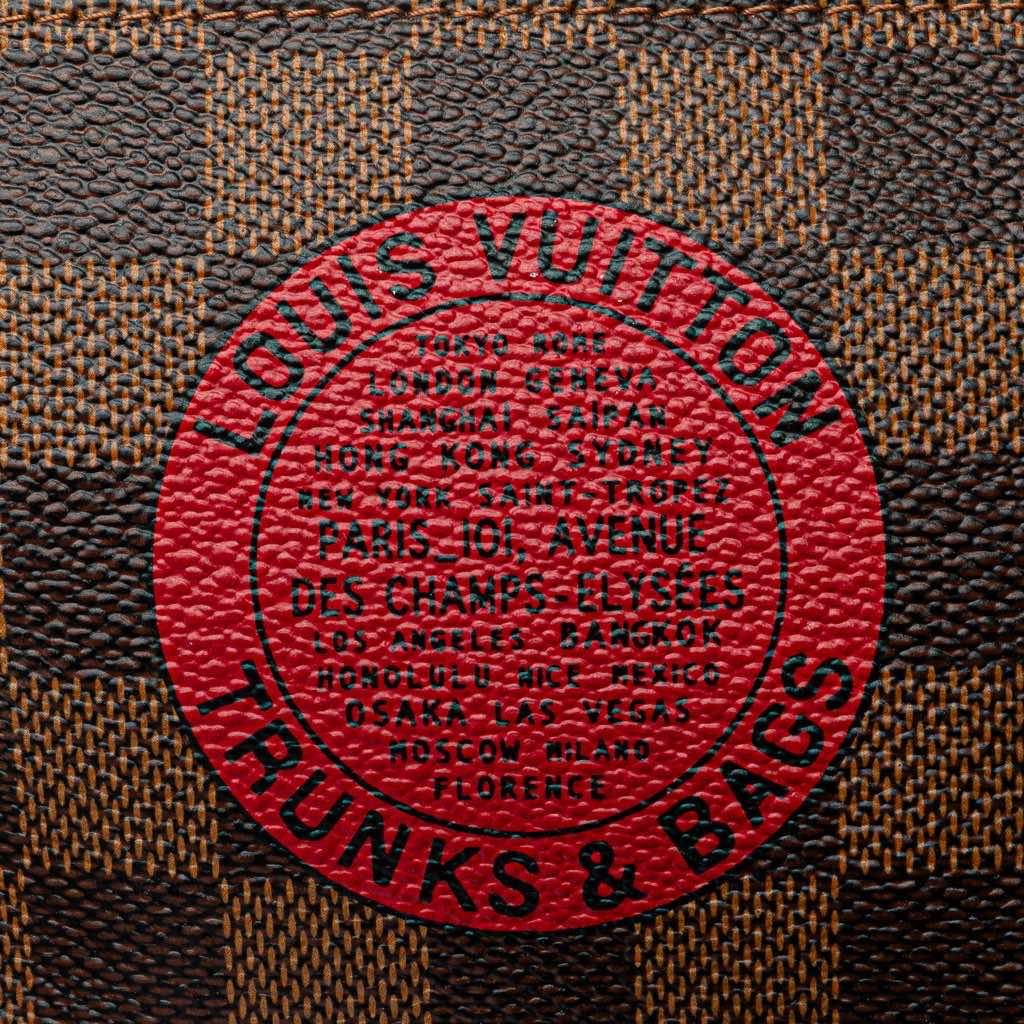 LOUIS VUITTON
TOKYO ROME
LONDON GENEVA
SHANGHAI SAIPAN
HONG KONG SYDNEY
NEW YORK SAINT-TROPEZ
PARIS_101, AVENUE
DES CHAMPS-ELYSÉES
LOS ANGELES BANGKOK
HONOLULU NICE MEXICO
OSAKA LAS VEGAS
MOSCOW MILANO
FLORENCE
TRUNKS & BAGS